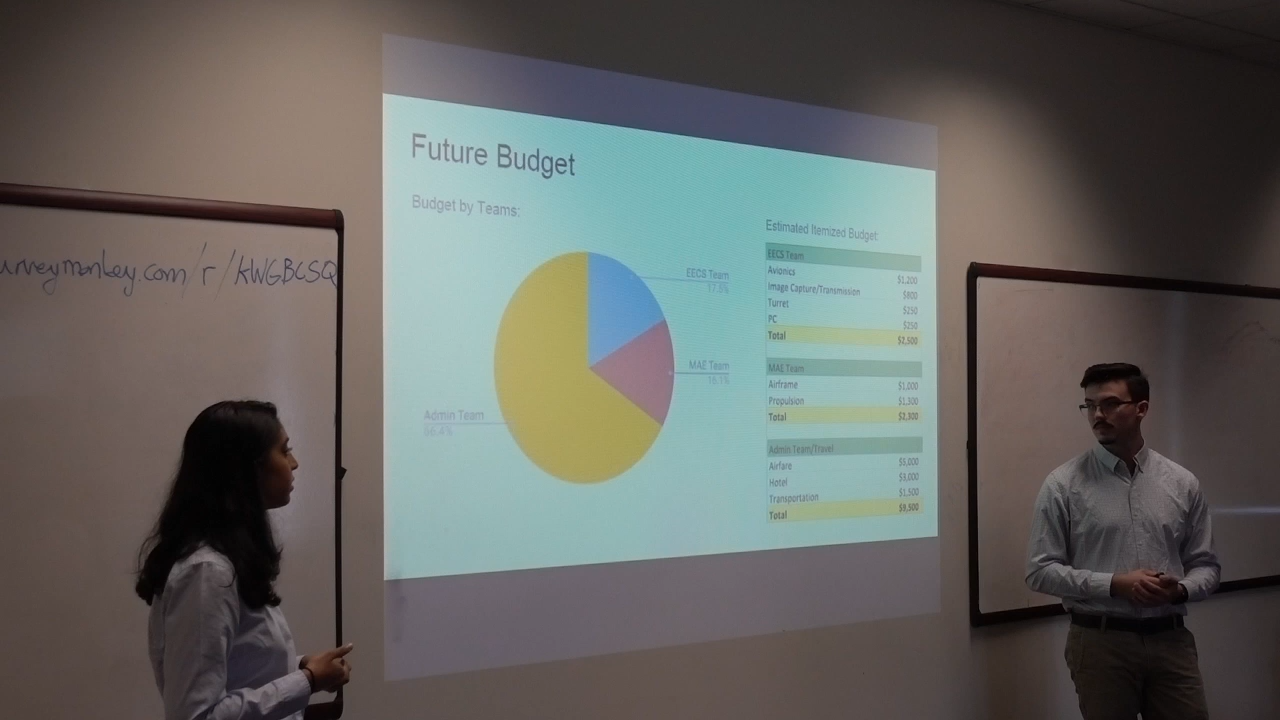 urveymonkey.com/r/KWGBCSQ
Future Budget
Budget by Teams:
EECS Team
17.5%
MAE Team
16.1%
Admin Team
66.4%
Estimated Itemized Budget:
EECS Team
Avionics $1,200
Image Capture/Transmission $800
Turret $250
PC $250
Total $2,500
MAE Team
Airframe $1,000
Propulsion $1,300
Total $2,300
Admin Team/Travel
Airfare $5,000
Hotel $3,000
Transportation $1,500
Total $9,500